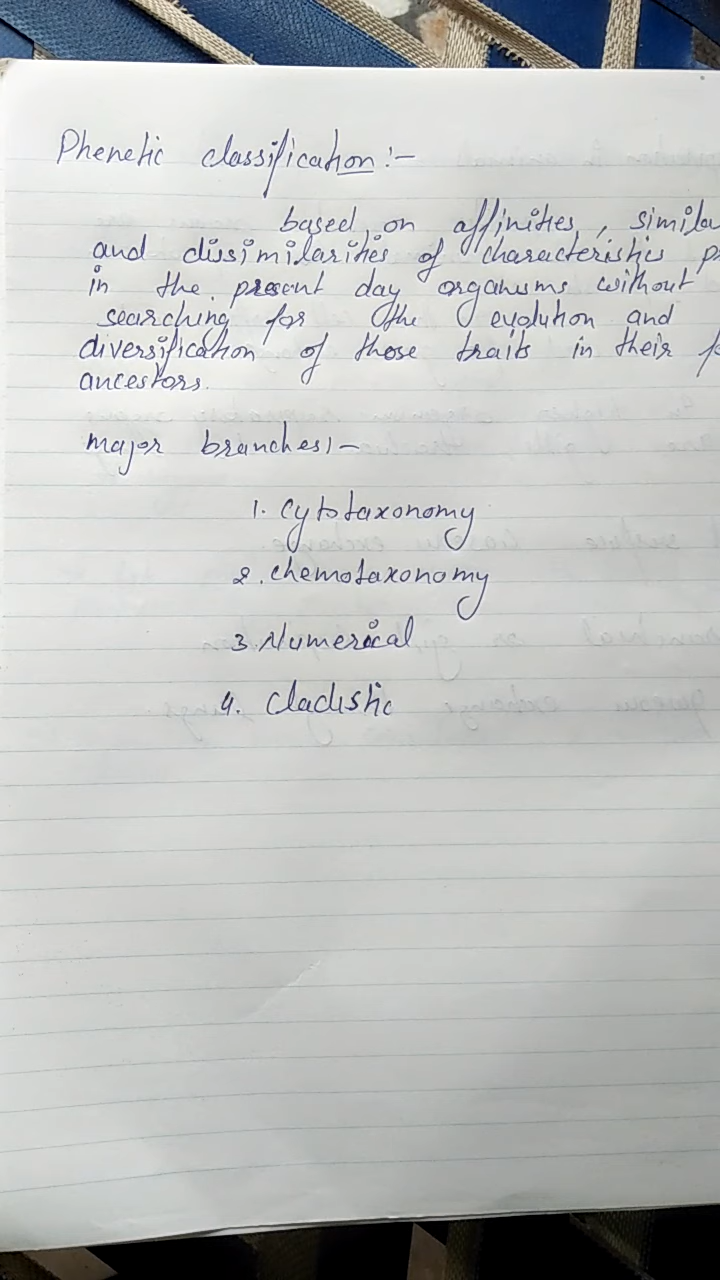 Phenetic classification :-
based on affinities, simila
and dissimilarities of characteristics p
in the present day organisms without
searching for the evolution and
diversification of those traits in their fo
ancestors.
major branches :-
1. Cytotaxonomy
2. chemotaxonomy
3. Numerical
4. Cladistic